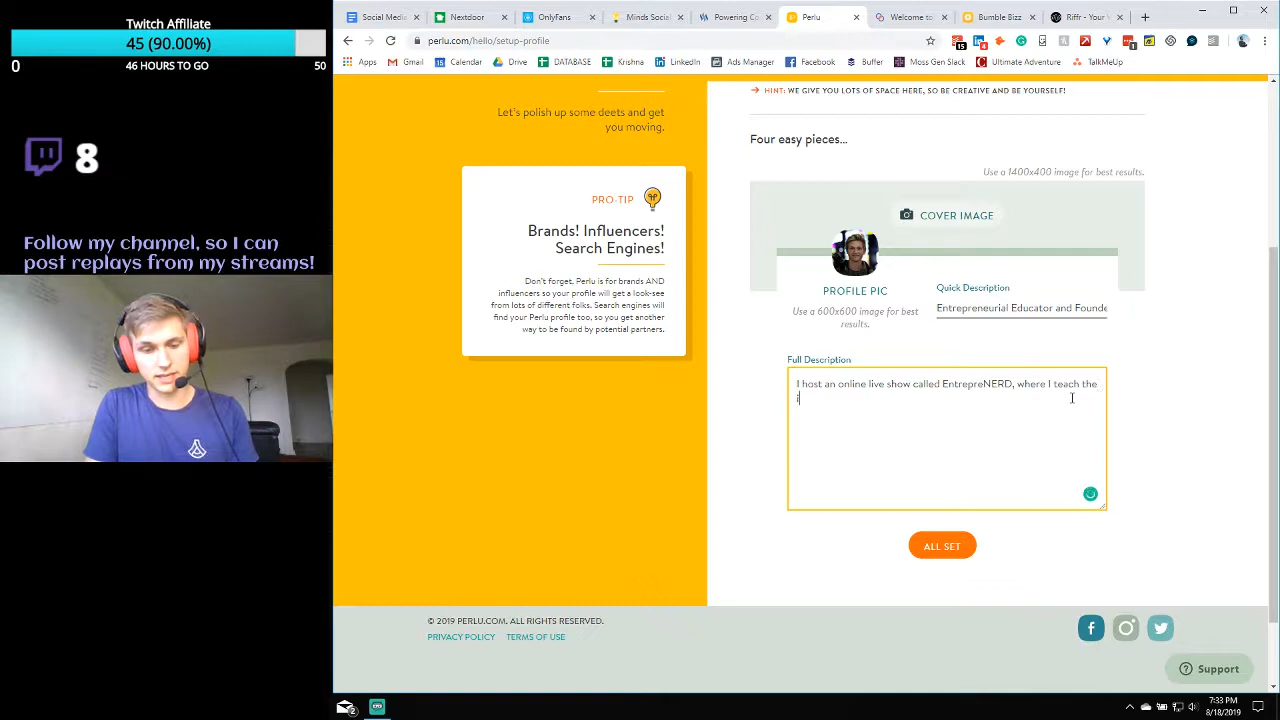 Twitch Affiliate
45 (90.00%)
0 46 HOURS TO GO 50
8
Follow my channel, so I can
post replays from my streams!
Social Media
Nextdoor
OnlyFans
Minds Social
Powering Co
Perlu
Welcome to
Bumble Bizz
Riffr - Your V
perlu.com/hello/setup-profile
15
4
1
Apps
Gmail
Calendar
Drive
DATABASE
Krishna
LinkedIn
Ad Manager
Facebook
Buffer
Moss Gen Slack
Ultimate Adventure
TalkMeUp
Let's polish up some deets and get
you moving.
PRO-TIP
Brands! Influencers!
Search Engines!
Don't forget, Perlu is for brands AND
influencers so your profile will get a look-see
from lots of different folks. Search engines will
find your Perlu profile too, so you get another
way to be found by potential partners.
HINT: WE GIVE YOU LOTS OF SPACE HERE, SO BE CREATIVE AND BE YOURSELF!
Four easy pieces...
Use a 1400x400 image for best results.
COVER IMAGE
PROFILE PIC
Use a 600x600 image for best
results.
Quick Description
Entrepreneurial Educator and Founde
Full Description
I host an online live show called EntrepreNERD, where I teach the
i
ALL SET
© 2019 PERLU.COM. ALL RIGHTS RESERVED.
PRIVACY POLICY TERMS OF USE
Support
2
7:33 PM
8/18/2019